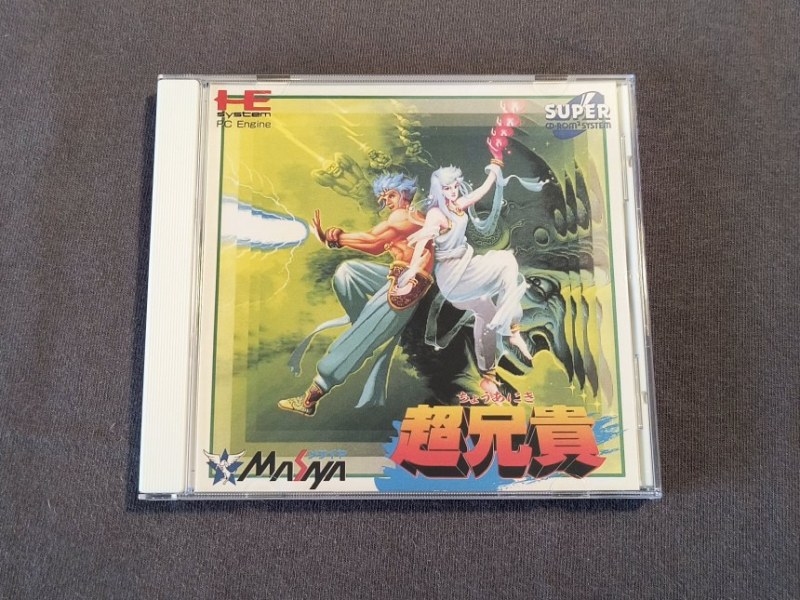 HE
system
PC Engine
SUPER
CD-ROM² SYSTEM
ちょうあにき
超兄貴
MASAYA